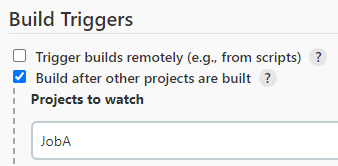 Build Triggers
Trigger builds remotely (e.g., from scripts) ?
Build after other projects are built ?
Projects to watch
JobA